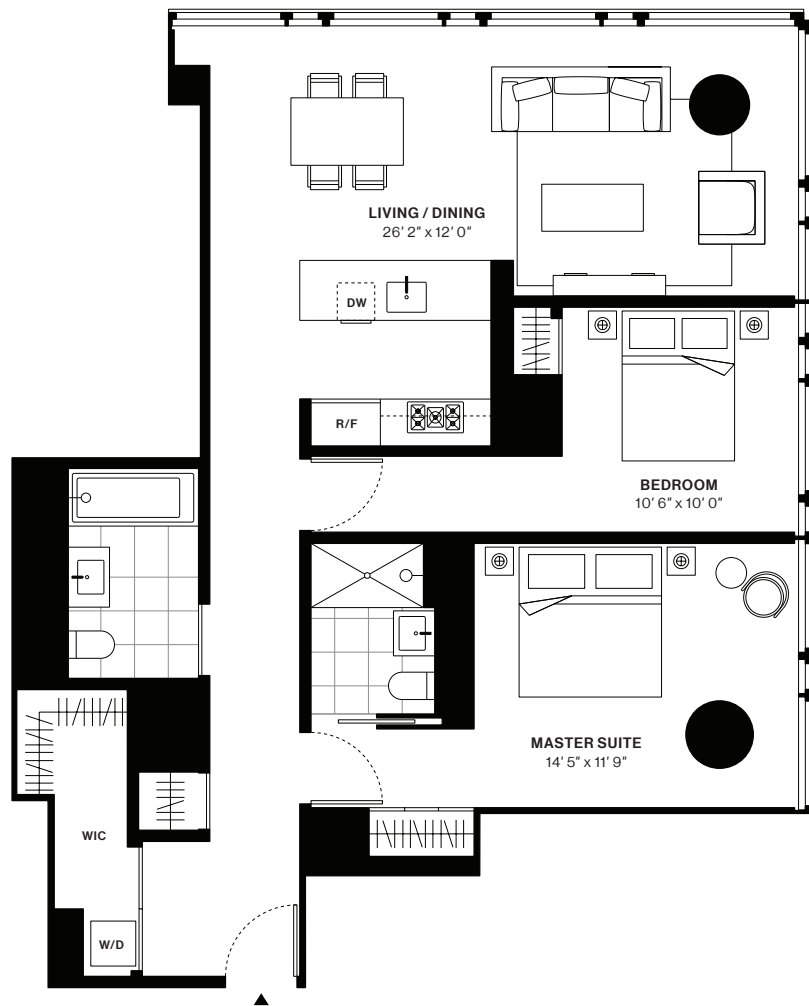 LIVING / DINING
26' 2" x 12' 0"
DW
R/F
BEDROOM
10' 6" x 10' 0"
MASTER SUITE
14' 5" x 11' 9"
WIC
W/D